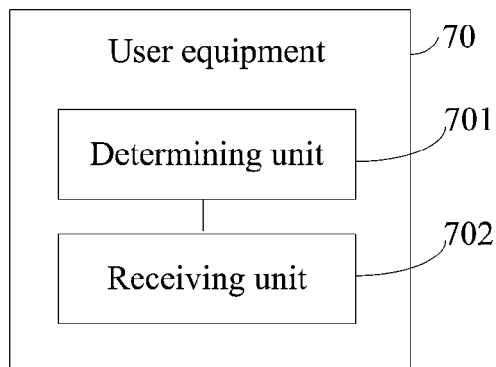 User equipment
70
Determining unit
701
Receiving unit
702